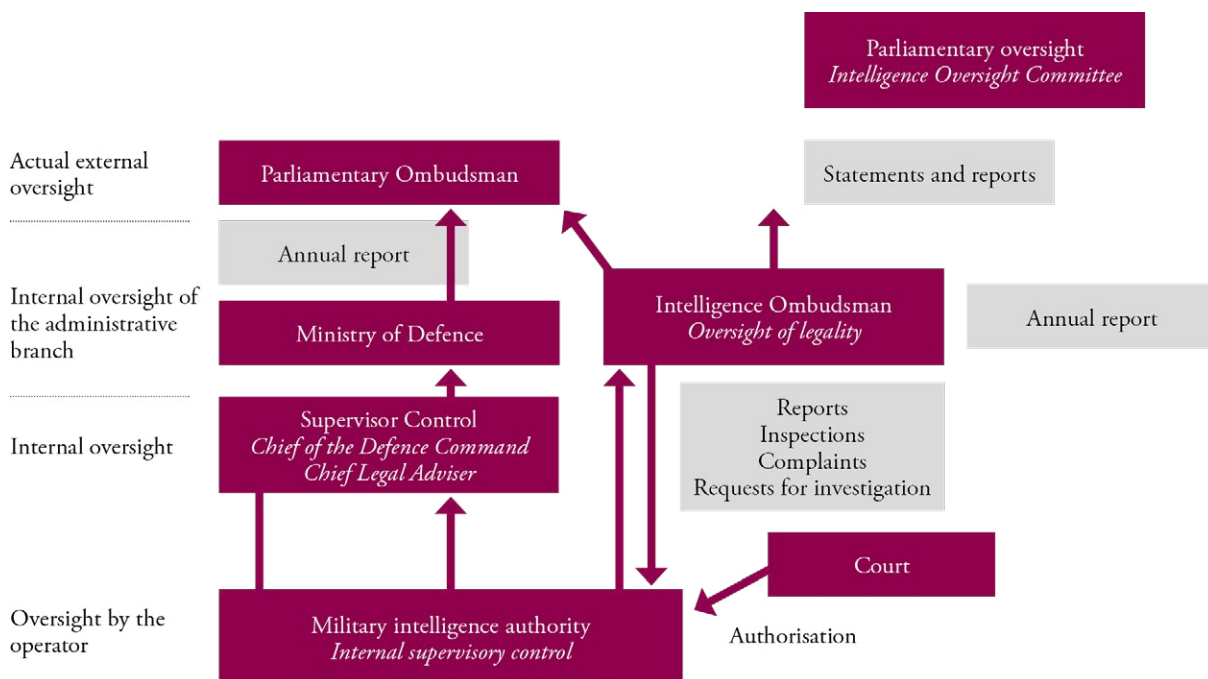 Parliamentary oversight
Intelligence Oversight Committee
Actual external
oversight
Parliamentary Ombudsman
Statements and reports
Annual report
Internal oversight of
the administrative
branch
Ministry of Defence
Intelligence Ombudsman
Oversight of legality
Annual report
Internal oversight
Supervisor Control
Chief of the Defence Command
Chief Legal Adviser
Reports
Inspections
Complaints
Requests for investigation
Court
Oversight by the
operator
Military intelligence authority
Internal supervisory control
Authorisation